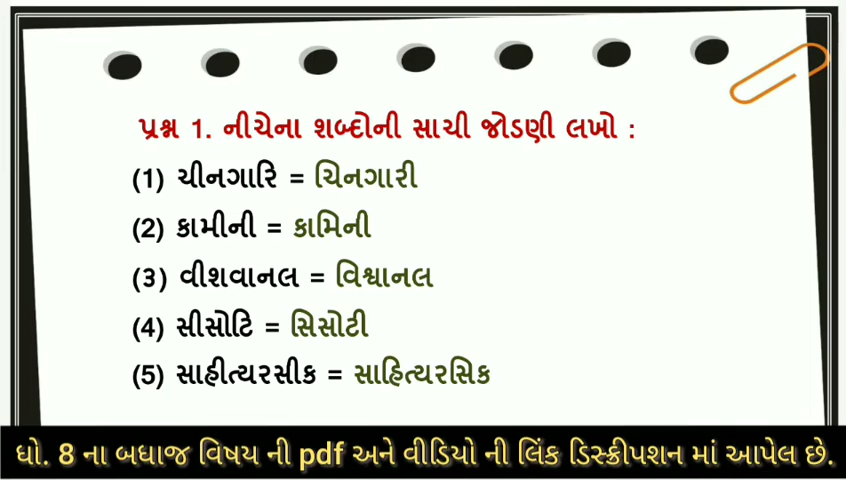 પ્રશ્ન 1. નીચેના શબ્દોની સાચી જોડણી લખો :
(1) ચીનગારિ = ચિનગારી
(2) કામીની = કામિની
(૩) વીશવાનલ = વિશ્વાનલ
(4) સીસોટિ = સિસોટી
(5) સાહીત્યરસીક = સાહિત્યરસિક
ધો. 8 ના બધાજ વિષય ની pdf અને વીડિયો ની લિંક ડિસ્ક્રીપશન માં આપેલ છે.